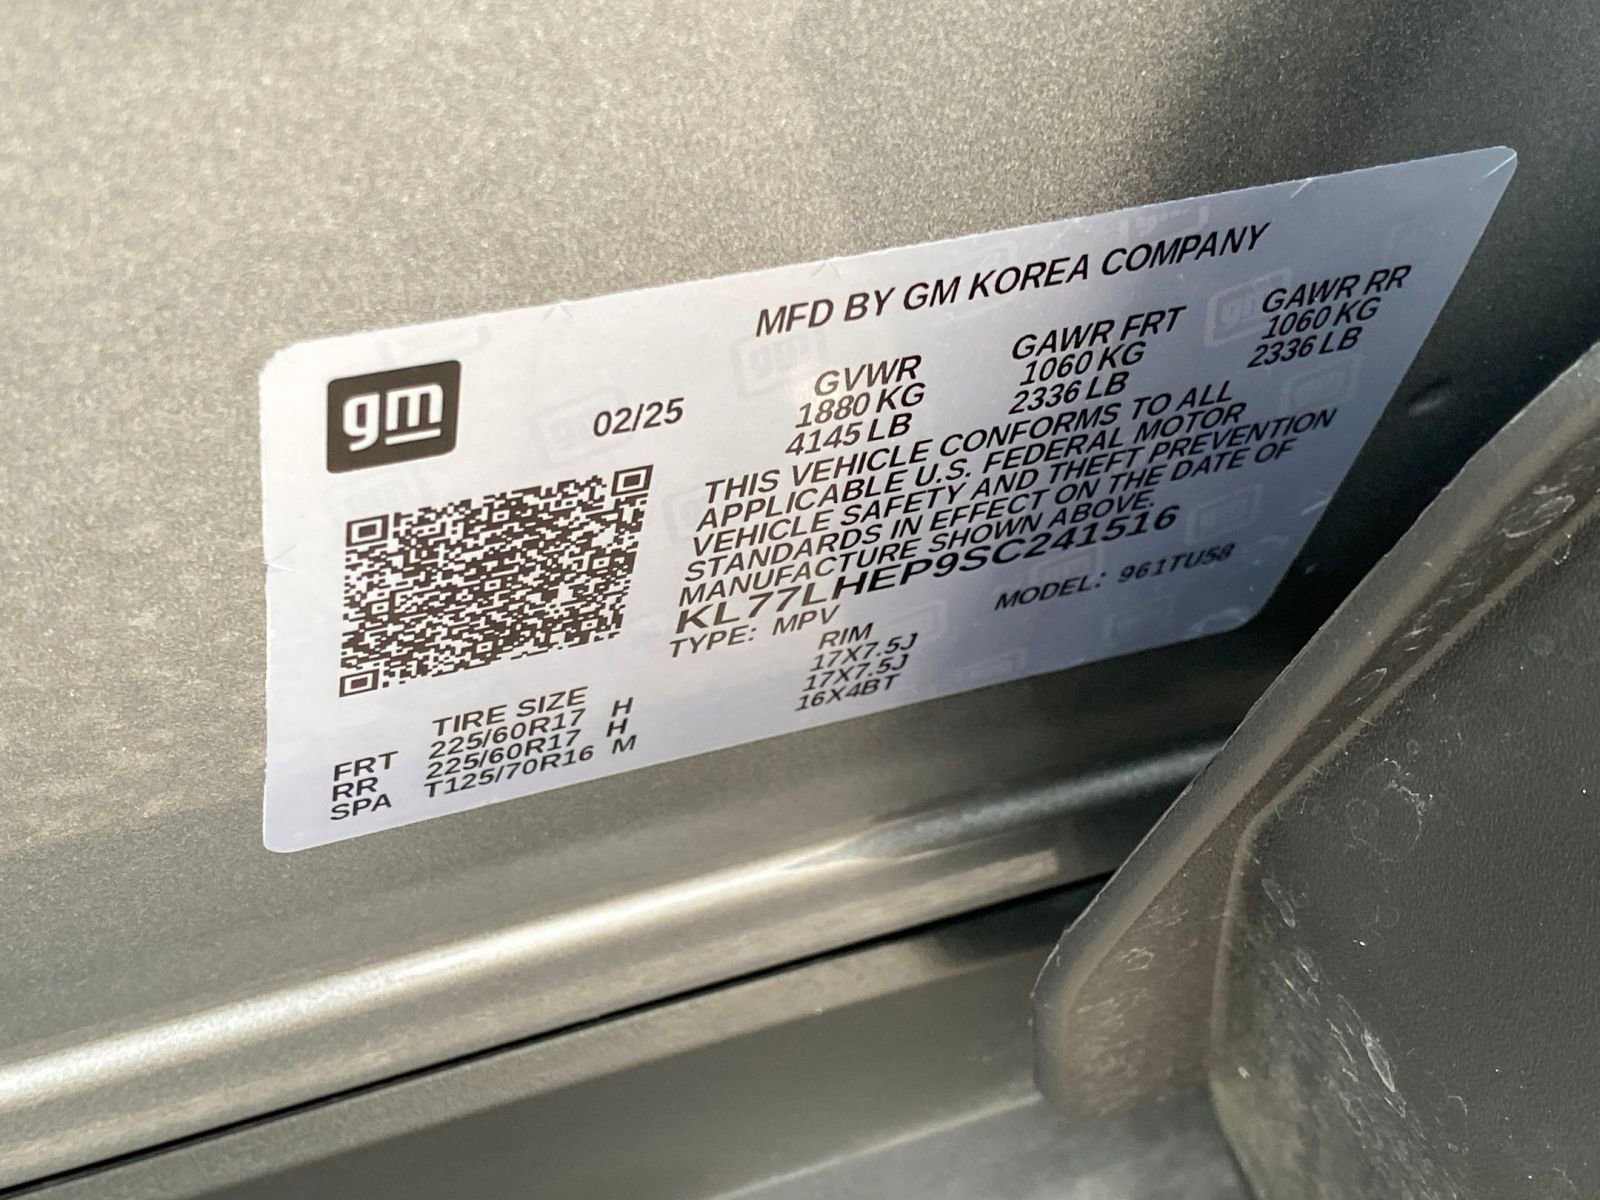 MFD BY GM KOREA COMPANY
gm
02/25
GVWR GAWR FRT GAWR RR
1880 KG 1060 KG 1060 KG
4145 LB 2336 LB 2336 LB
THIS VEHICLE CONFORMS TO ALL
APPLICABLE U.S. FEDERAL MOTOR
VEHICLE SAFETY AND THEFT PREVENTION
STANDARDS IN EFFECT ON THE DATE OF
MANUFACTURE SHOWN ABOVE.
KL77LHEP9SC241516
TYPE: MPV MODEL: 961TU58
TIRE SIZE RIM
FRT 225/60R17 H 17X7.5J
RR 225/60R17 H 17X7.5J
SPA T125/70R16 M 16X4BT